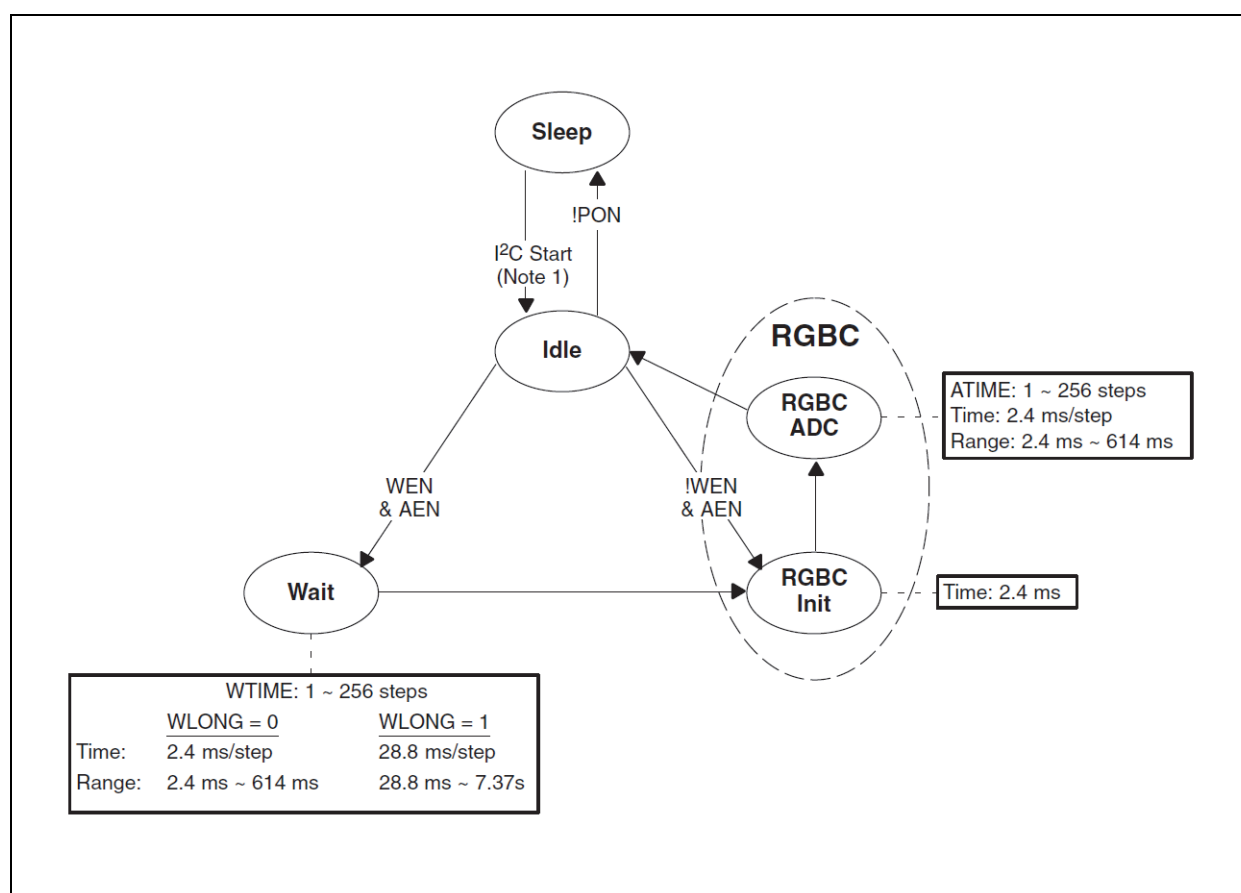 Sleep
!PON
I²C Start
(Note 1)
Idle
RGBC
RGBC
ADC
ATIME: 1 ~ 256 steps
Time: 2.4 ms/step
Range: 2.4 ms ~ 614 ms
WEN
& AEN
!WEN
& AEN
Wait
RGBC
Init
Time: 2.4 ms
WTIME: 1 ~ 256 steps
WLONG = 0 WLONG = 1
Time: 2.4 ms/step 28.8 ms/step
Range: 2.4 ms ~ 614 ms 28.8 ms ~ 7.37s